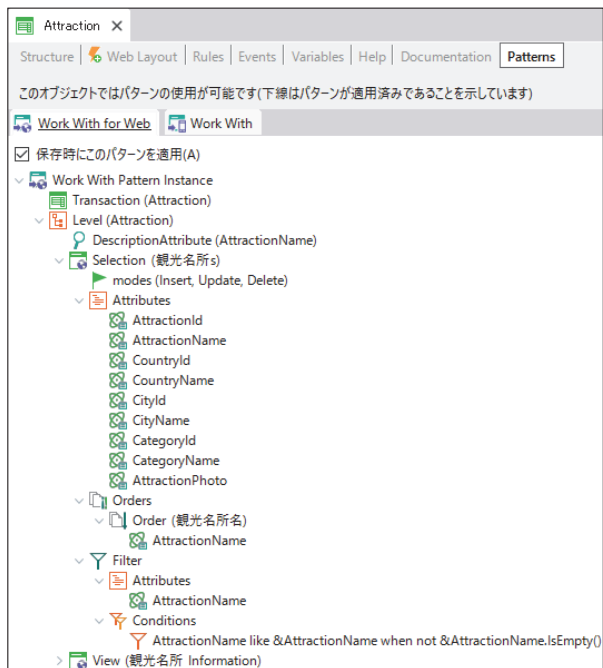 Attraction
Structure Web Layout Rules Events Variables Help Documentation Patterns
このオブジェクトではパターンの使用が可能です(下線はパターンが適用済みであることを示しています)
Work With for Web Work With
保存時にこのパターンを適用(A)
Work With Pattern Instance
Transaction (Attraction)
Level (Attraction)
DescriptionAttribute (AttractionName)
Selection (観光名所s)
modes (Insert, Update, Delete)
Attributes
AttractionId
AttractionName
CountryId
CountryName
CityId
CityName
CategoryId
CategoryName
AttractionPhoto
Orders
Order (観光名所名)
AttractionName
Filter
Attributes
AttractionName
Conditions
AttractionName like &AttractionName when not &AttractionName.IsEmpty()
View (観光名所 Information)